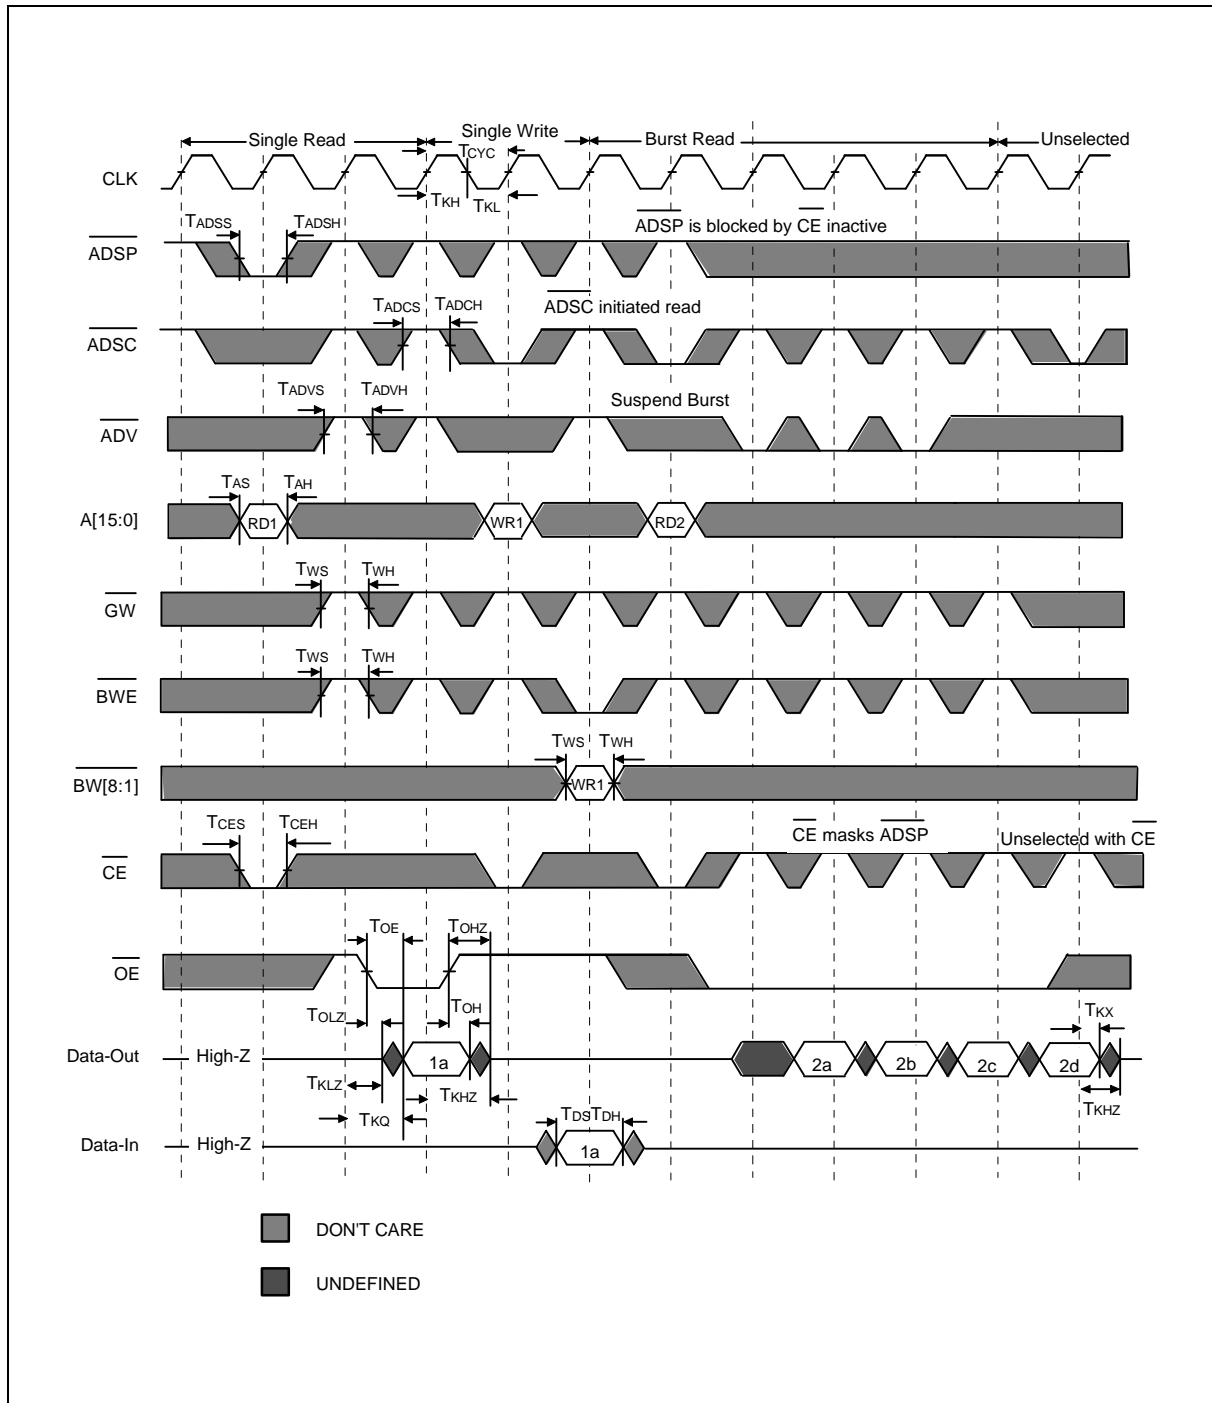 Single Read
Single Write
Burst Read
Unselected
TCYC
CLK
TKH
TKL
TADSS
TADSH
ADSP is blocked by CE inactive
ADSP
TADCS
TADCH
ADSC initiated read
ADSC
TADVS
TADVH
Suspend Burst
ADV
TAS
TAH
A[15:0]
RD1
WR1
RD2
TWS
TWH
GW
TWS
TWH
BWE
TWS
TWH
BW[8:1]
WR1
TCES
TCEH
CE masks ADSP
Unselected with CE
CE
TOE
TOHZ
OE
TOLZ
TOH
TKX
Data-Out
High-Z
1a
2a
2b
2c
2d
TKLZ
TKHZ
TKHZ
TKQ
TDS
TDH
Data-In
High-Z
1a
DON'T CARE
UNDEFINED